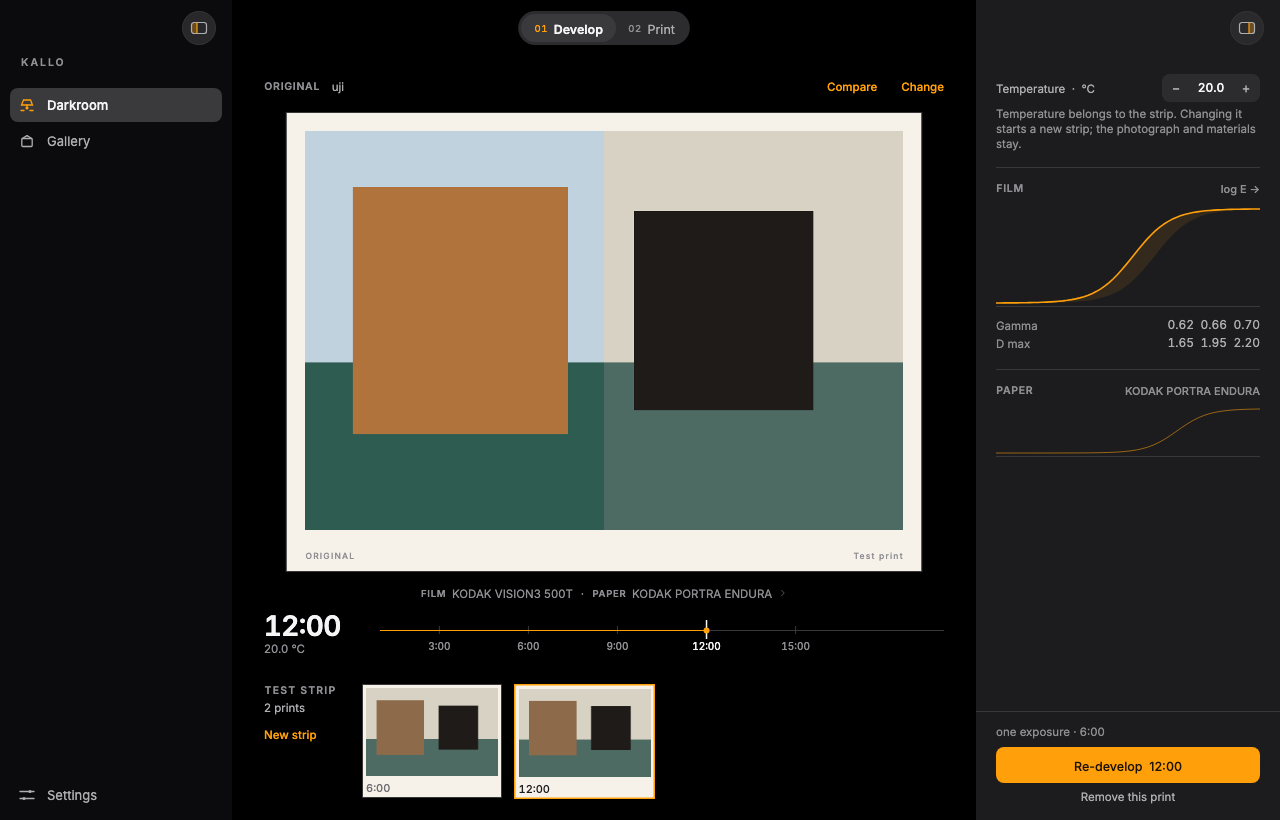 KALLO
Darkroom
Gallery
Settings
01 Develop 02 Print
ORIGINAL uji
Compare Change
ORIGINAL Test print
FILM KODAK VISION3 500T · PAPER KODAK PORTRA ENDURA ›
12:00
20.0 °C
3:00 6:00 9:00 12:00 15:00
TEST STRIP
2 prints
New strip
6:00
12:00
Temperature · °C − 20.0 +
Temperature belongs to the strip. Changing it
starts a new strip; the photograph and materials
stay.
FILM log E →
Gamma 0.62 0.66 0.70
D max 1.65 1.95 2.20
PAPER KODAK PORTRA ENDURA
one exposure · 6:00
Re-develop 12:00
Remove this print